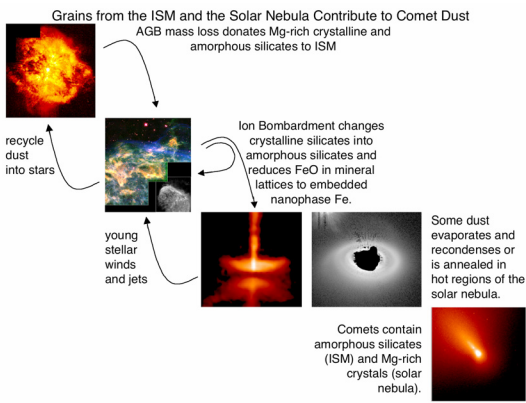 Grains from the ISM and the Solar Nebula Contribute to Comet Dust
AGB mass loss donates Mg-rich crystalline and
amorphous silicates to ISM
Ion Bombardment changes
crystalline silicates into
amorphous silicates and
reduces FeO in mineral
lattices to embedded
nanophase Fe.
recycle
dust
into stars
young
stellar
winds
and jets
Some dust
evaporates and
recondenses or
is annealed in
hot regions of the
solar nebula.
Comets contain
amorphous silicates
(ISM) and Mg-rich
crystals (solar
nebula).